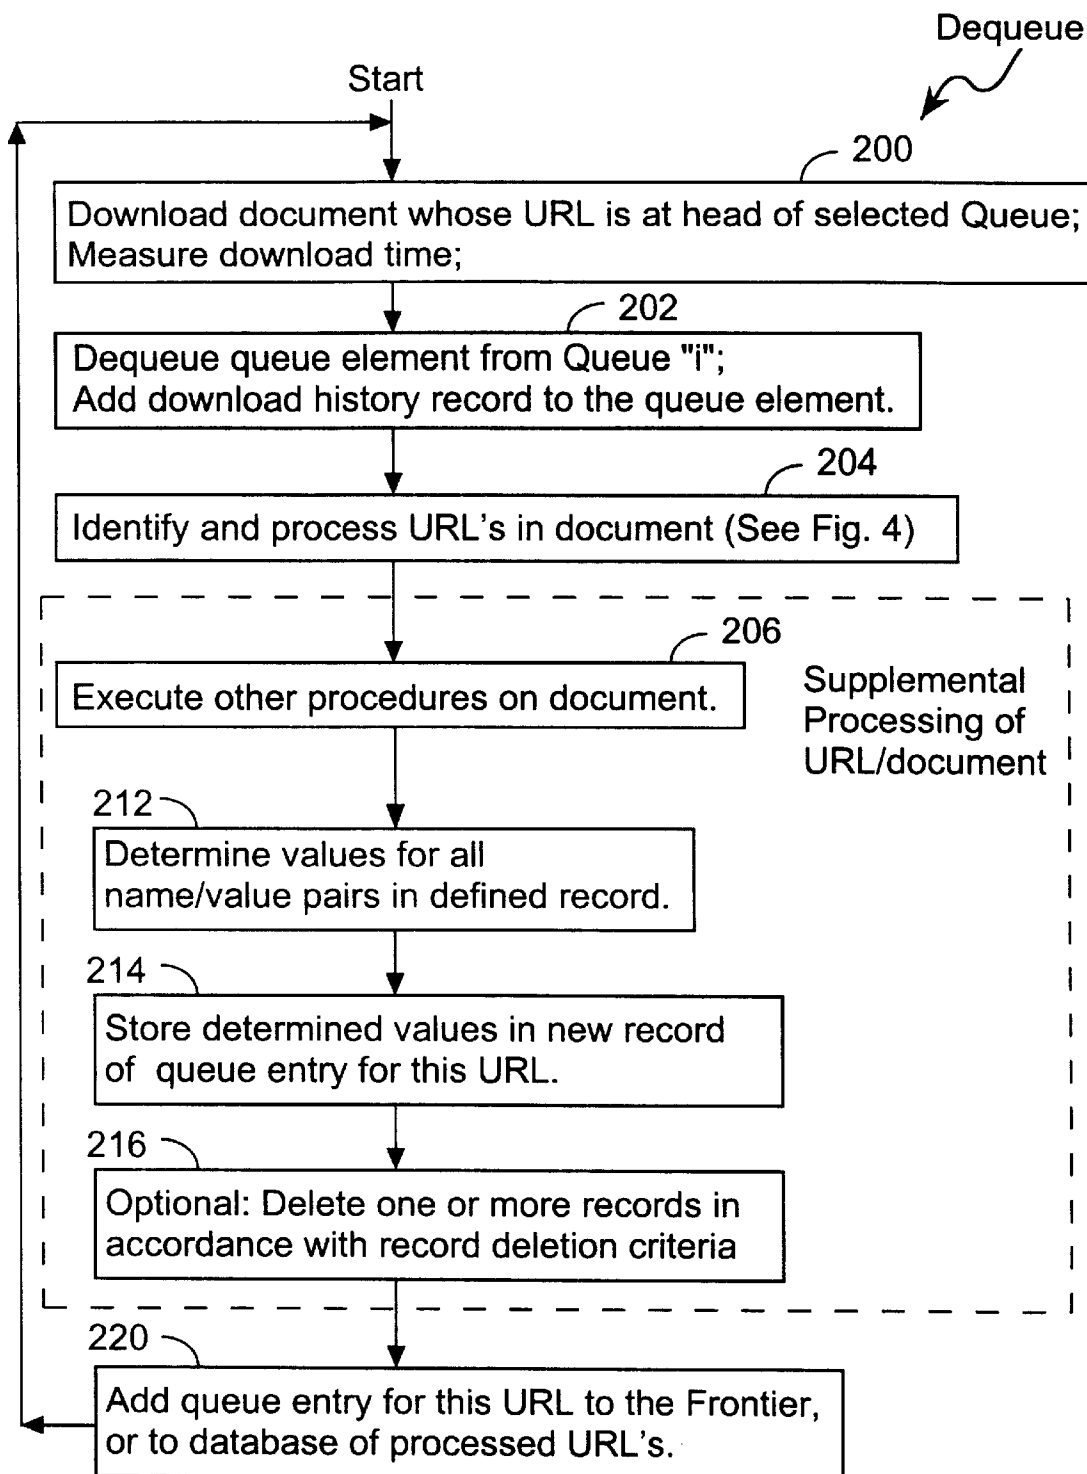 Dequeue
Start
200
Download document whose URL is at head of selected Queue;
Measure download time;
202
Dequeue queue element from Queue "i";
Add download history record to the queue element.
204
Identify and process URL's in document (See Fig. 4)
206
Execute other procedures on document.
Supplemental
Processing of
URL/document
212
Determine values for all
name/value pairs in defined record.
214
Store determined values in new record
of queue entry for this URL.
216
Optional: Delete one or more records in
accordance with record deletion criteria
220
Add queue entry for this URL to the Frontier,
or to database of processed URL's.